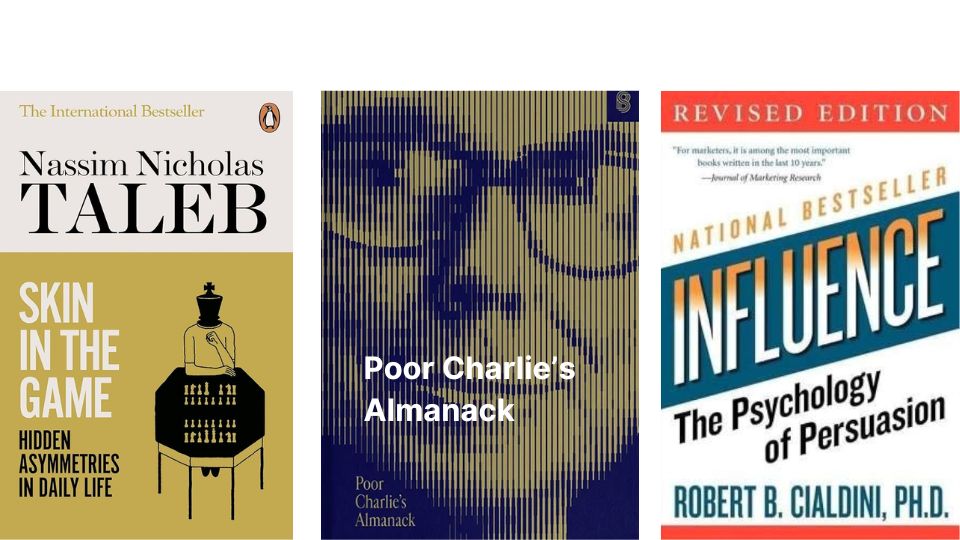 The International Bestseller
Nassim Nicholas
TALEB
SKIN
IN THE
GAME
HIDDEN
ASYMMETRIES
IN DAILY LIFE
Poor Charlie's
Almanack
Poor
Charlie's
Almanack
REVISED EDITION
"For marketers, it is among the most important
books written in the last 10 years."
—Journal of Marketing Research
NATIONAL BESTSELLER
INFLUENCE
The Psychology
of Persuasion
ROBERT B. CIALDINI, PH.D.